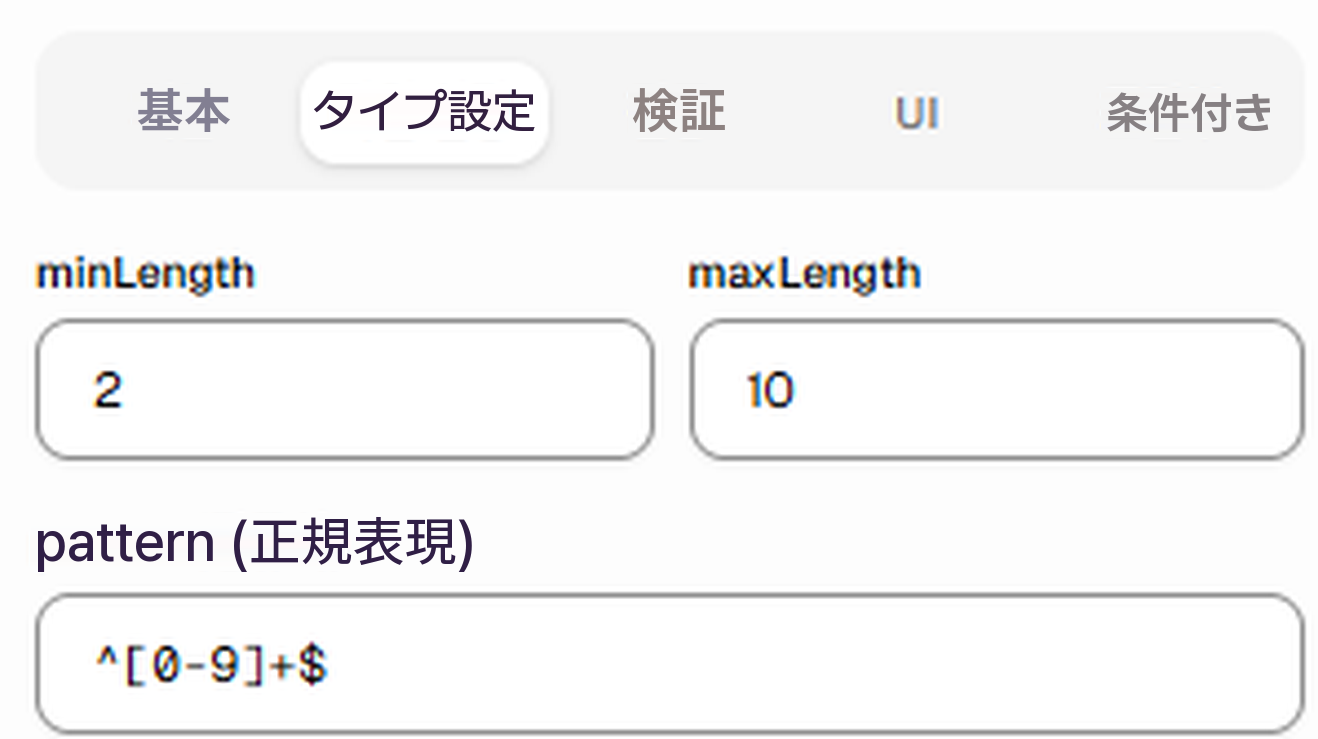 基本 タイプ設定 検証 UI 条件付き
minLength maxLength
2 10
pattern (正規表現)
^[0-9]+$